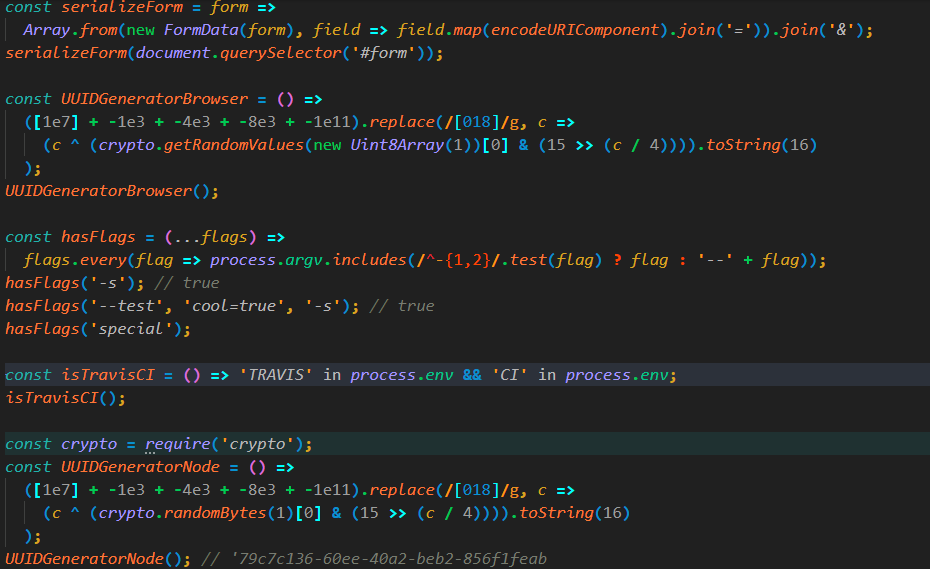 const serializeForm = form =>
  Array.from(new FormData(form), field => field.map(encodeURIComponent).join('=')).join('&');
serializeForm(document.querySelector('#form'));

const UUIDGeneratorBrowser = () =>
  ([1e7] + -1e3 + -4e3 + -8e3 + -1e11).replace(/[018]/g, c =>
    (c ^ (crypto.getRandomValues(new Uint8Array(1))[0] & (15 >> (c / 4)))).toString(16)
  );
UUIDGeneratorBrowser();

const hasFlags = (...flags) =>
  flags.every(flag => process.argv.includes(/^-{1,2}/.test(flag) ? flag : '--' + flag));
hasFlags('-s'); // true
hasFlags('--test', 'cool=true', '-s'); // true
hasFlags('special');

const isTravisCI = () => 'TRAVIS' in process.env && 'CI' in process.env;
isTravisCI();

const crypto = require('crypto');
const UUIDGeneratorNode = () =>
  ([1e7] + -1e3 + -4e3 + -8e3 + -1e11).replace(/[018]/g, c =>
    (c ^ (crypto.randomBytes(1)[0] & (15 >> (c / 4)))).toString(16)
  );
UUIDGeneratorNode(); // '79c7c136-60ee-40a2-beb2-856f1feab